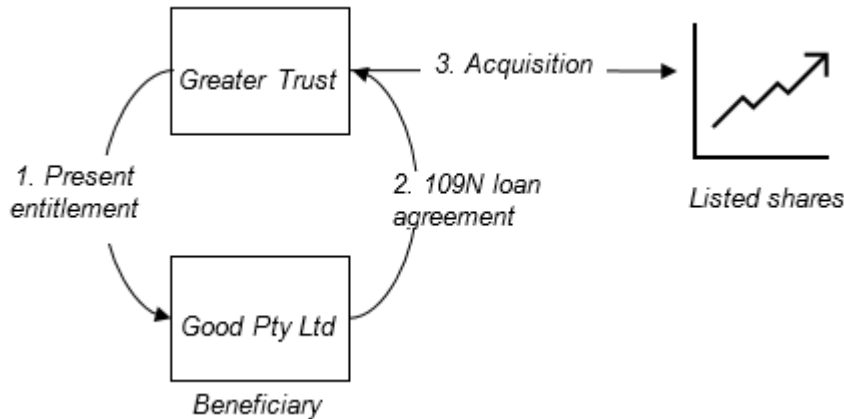 Greater Trust
3. Acquisition
1. Present
entitlement
2. 109N loan
agreement
Listed shares
Good Pty Ltd
Beneficiary